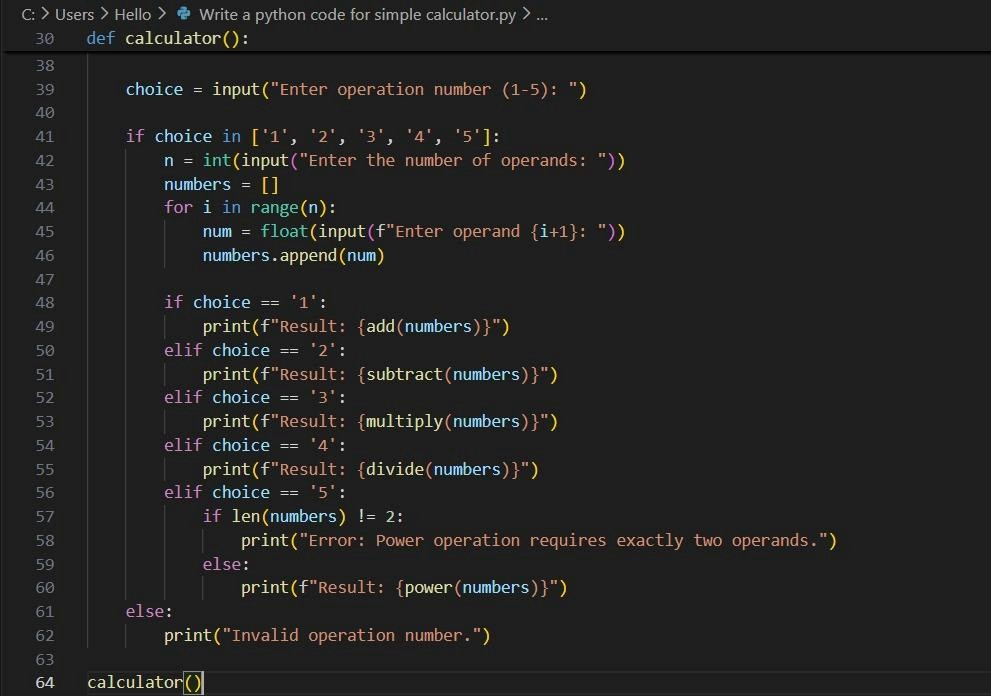 C: > Users > Hello > Write a python code for simple calculator.py > ...
30 def calculator():
38
39     choice = input("Enter operation number (1-5): ")
40
41     if choice in ['1', '2', '3', '4', '5']:
42         n = int(input("Enter the number of operands: "))
43         numbers = []
44         for i in range(n):
45             num = float(input(f"Enter operand {i+1}: "))
46             numbers.append(num)
47
48         if choice == '1':
49             print(f"Result: {add(numbers)}")
50         elif choice == '2':
51             print(f"Result: {subtract(numbers)}")
52         elif choice == '3':
53             print(f"Result: {multiply(numbers)}")
54         elif choice == '4':
55             print(f"Result: {divide(numbers)}")
56         elif choice == '5':
57             if len(numbers) != 2:
58                 print("Error: Power operation requires exactly two operands.")
59             else:
60                 print(f"Result: {power(numbers)}")
61     else:
62         print("Invalid operation number.")
63
64 calculator()